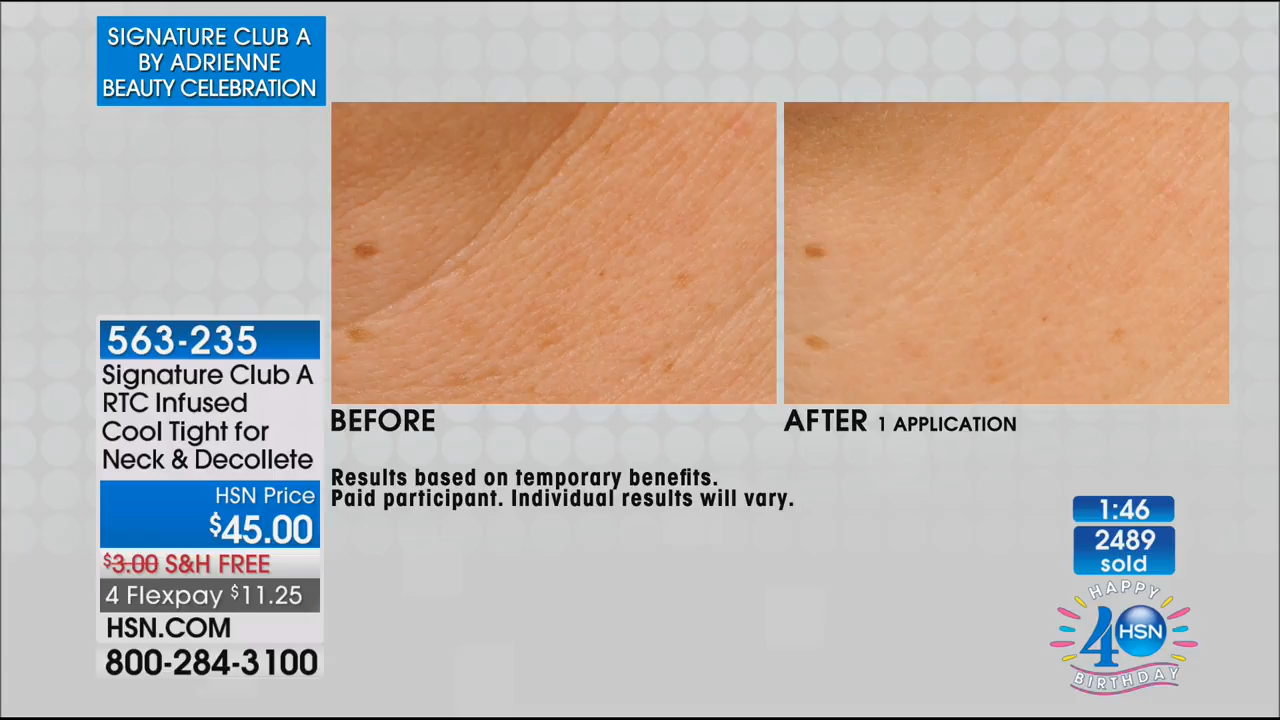 SIGNATURE CLUB A
BY ADRIENNE
BEAUTY CELEBRATION
BEFORE
AFTER 1 APPLICATION
Results based on temporary benefits.
Paid participant. Individual results will vary.
563-235
Signature Club A
RTC Infused
Cool Tight for
Neck & Decollete
HSN Price
$45.00
$3.00 S&H FREE
4 Flexpay $11.25
HSN.COM
800-284-3100
1:46
2489
sold
HAPPY
40 HSN
BIRTHDAY